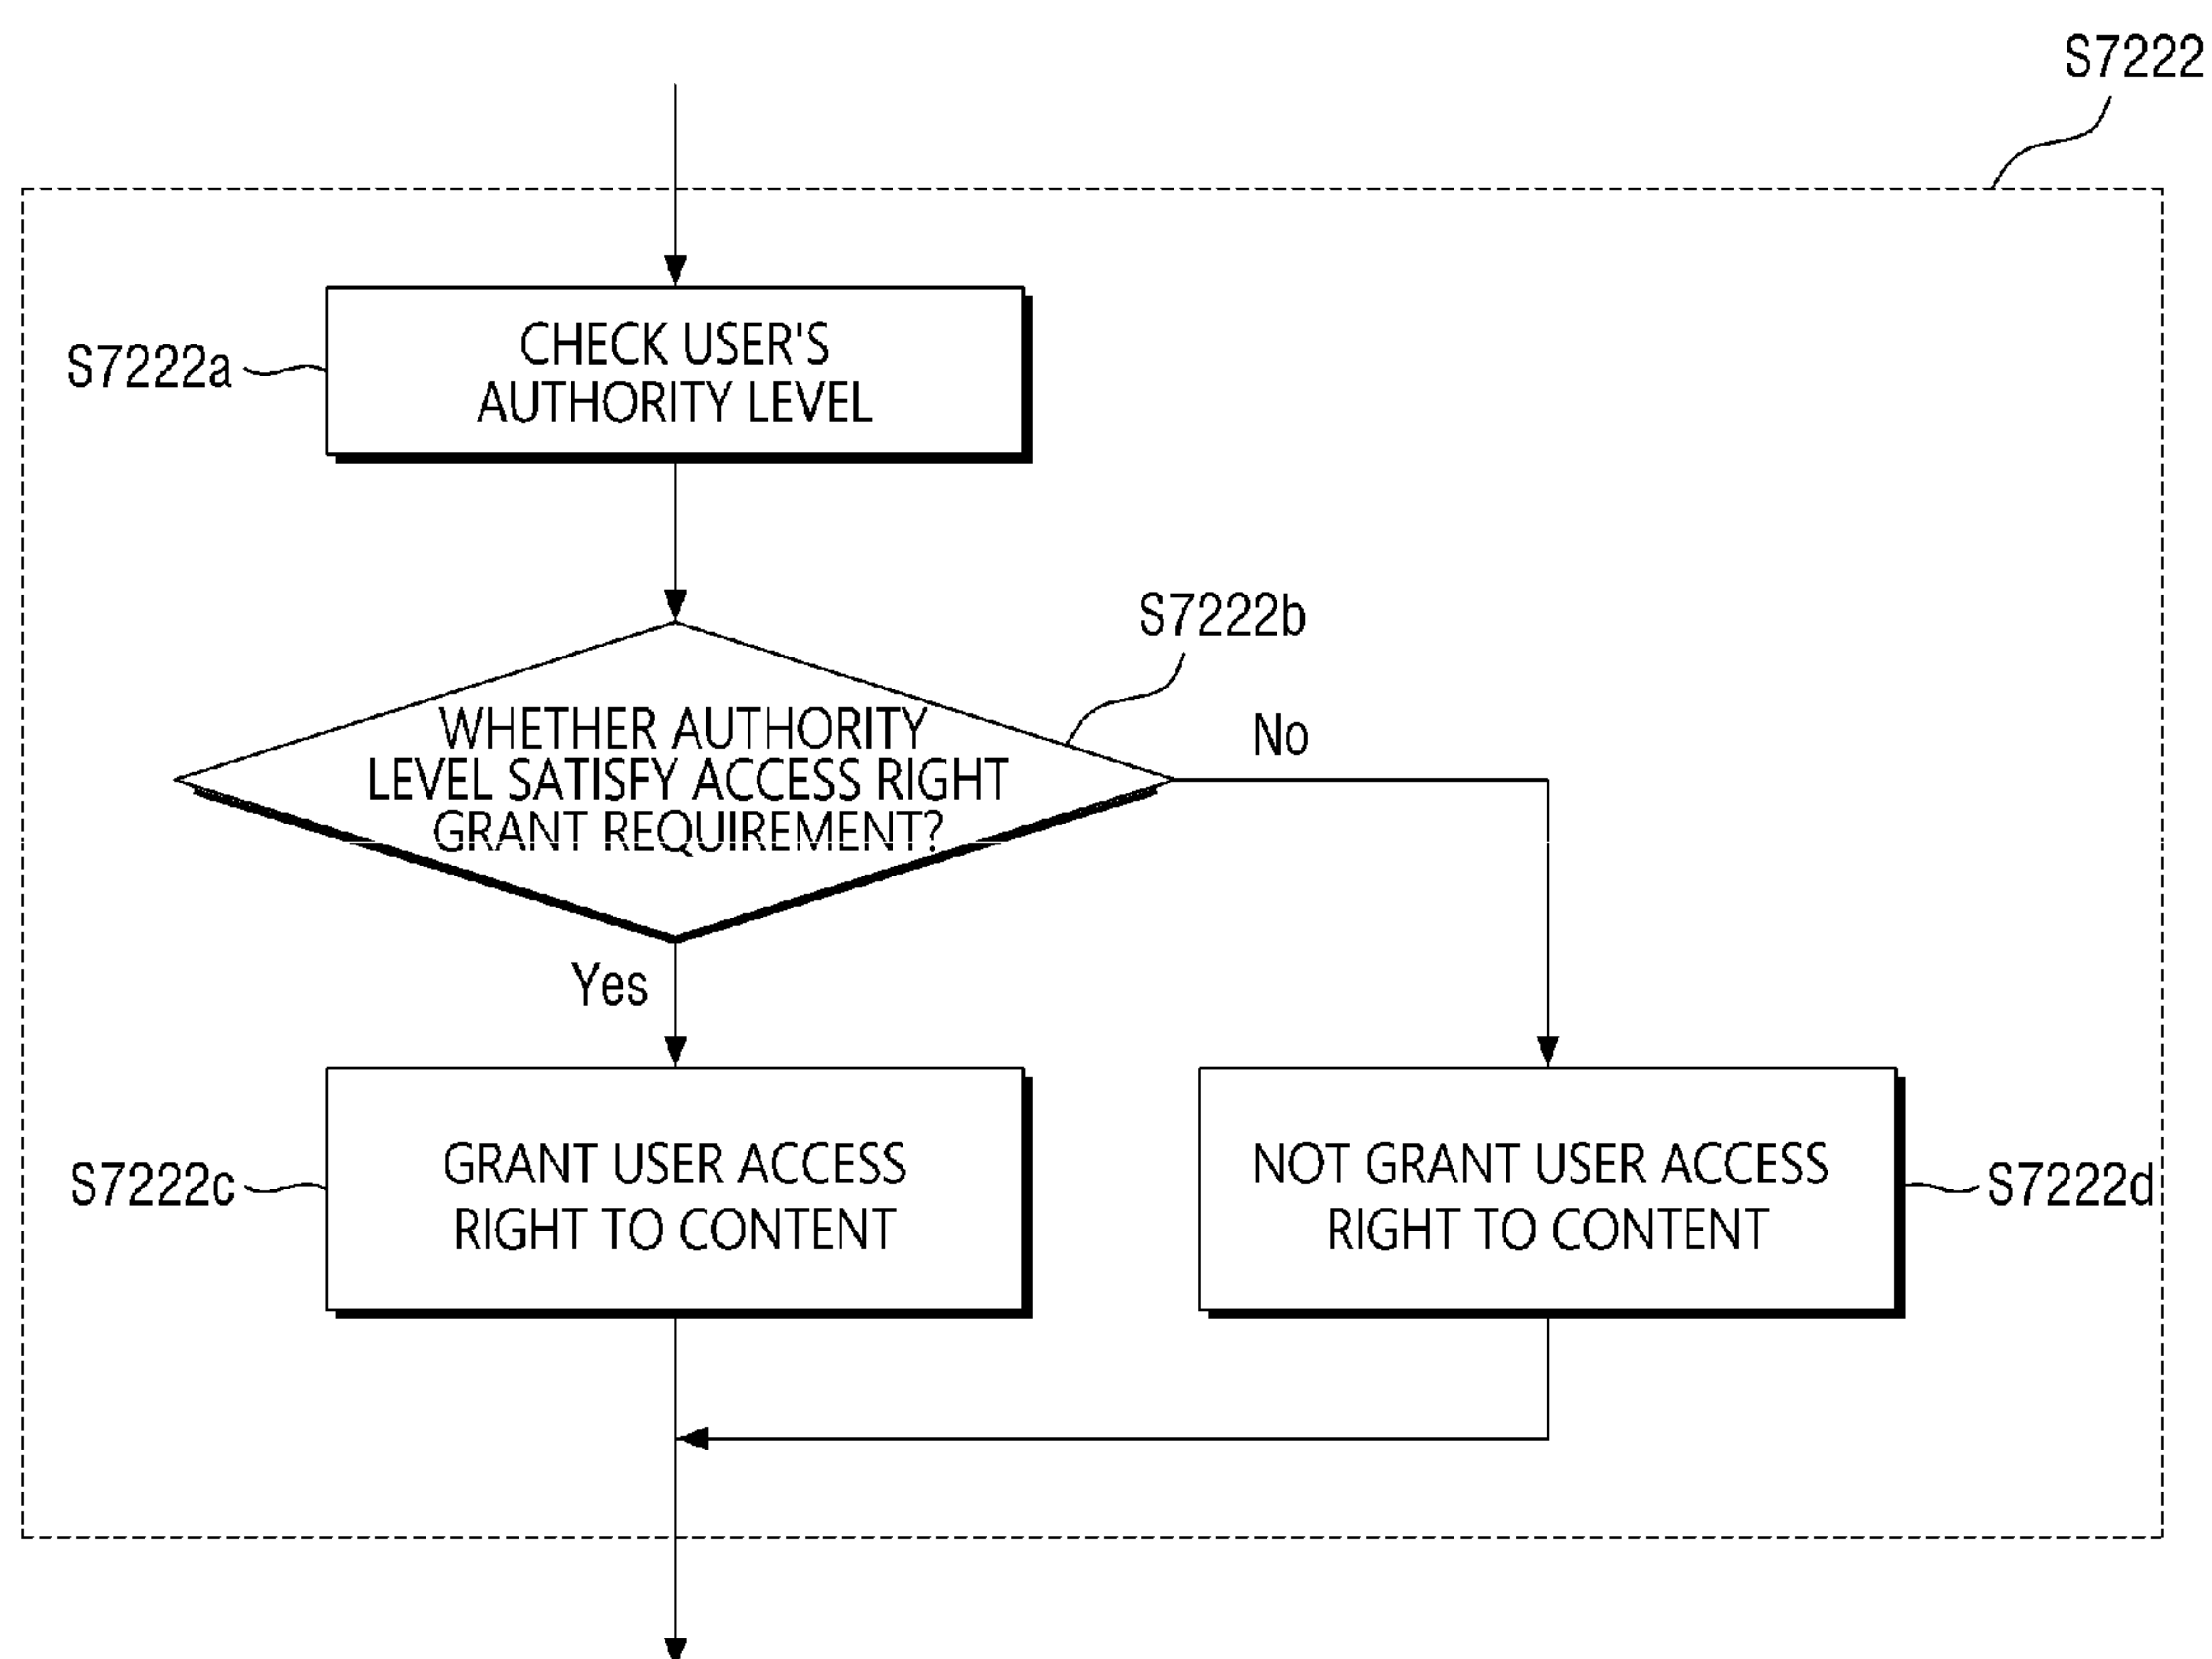 S7222
S7222a
CHECK USER'S
AUTHORITY LEVEL
S7222b
WHETHER AUTHORITY
LEVEL SATISFY ACCESS RIGHT
GRANT REQUIREMENT?
No
Yes
S7222c
GRANT USER ACCESS
RIGHT TO CONTENT
NOT GRANT USER ACCESS
RIGHT TO CONTENT
S7222d